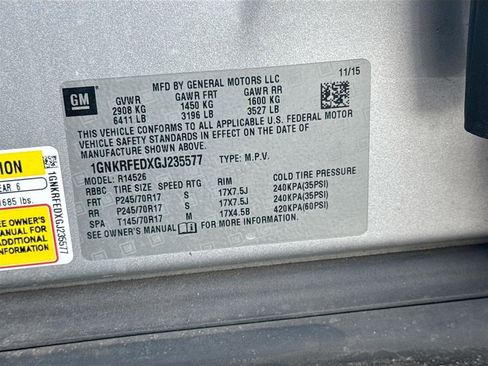 MFD BY GENERAL MOTORS LLC
11/15
GM
GVWR GAWR FRT GAWR RR
2908 KG 1450 KG 1600 KG
6411 LB 3196 LB 3527 LB
THIS VEHICLE CONFORMS TO ALL APPLICABLE U.S. FEDERAL MOTOR
VEHICLE SAFETY STANDARDS IN EFFECT ON THE DATE OF
MANUFACTURE SHOWN ABOVE.
1GNKRFEDXGJ235577 TYPE: M.P.V.
MODEL: R14526
RBBC TIRE SIZE SPEED RTG RIM COLD TIRE PRESSURE
FRT P245/70R17 S 17X7.5J 240KPA(35PSI)
RR P245/70R17 S 17X7.5J 240KPA(35PSI)
SPA T145/70R17 M 17X4.5B 420KPA(60PSI)
SEE OWNER'S MANUAL FOR MORE INFORMATION.
ION
EAR 6
685 lbs.
EE OWNER'S
MANUAL FOR
ADDITIONAL
FORMATION
1GNKRFEDXGJ235577